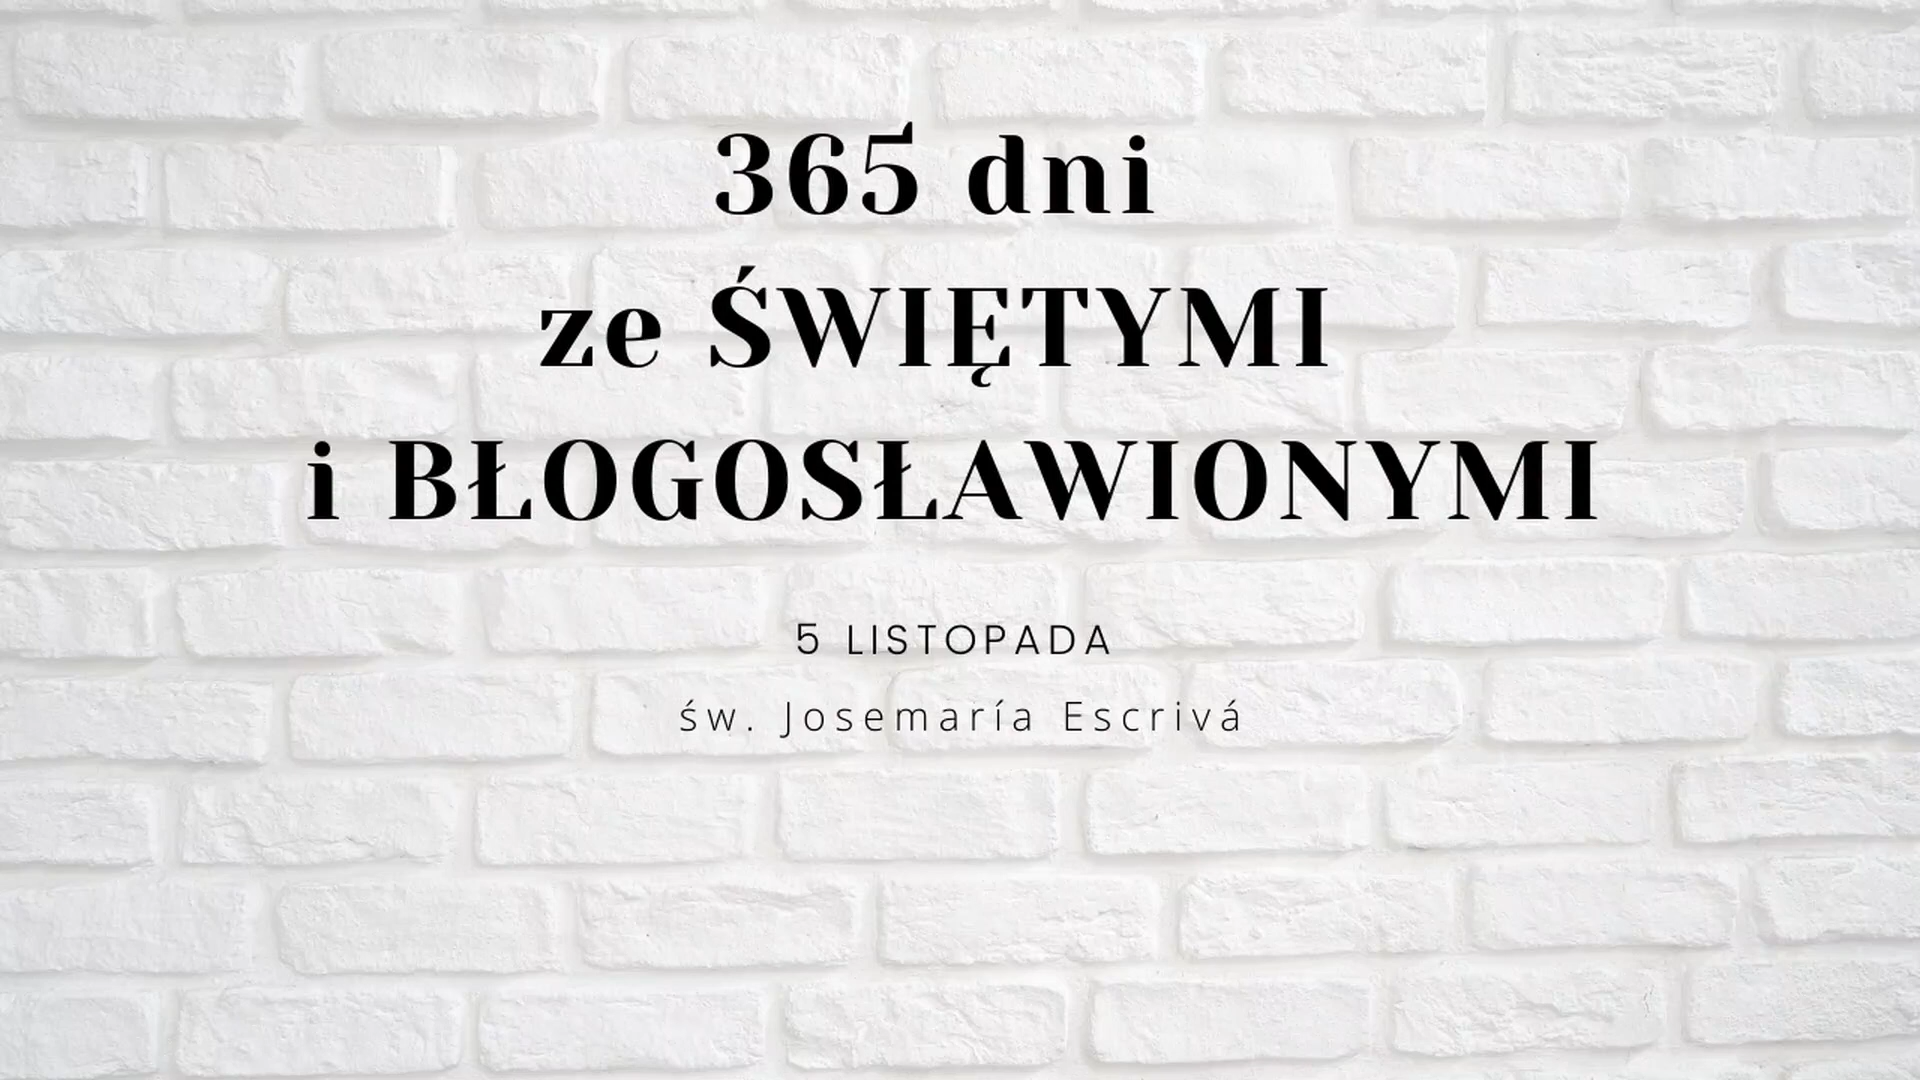 365 dni
ze ŚWIĘTYMI
i BŁOGOSŁAWIONYMI
5 LISTOPADA
św. Josemaría Escrivá